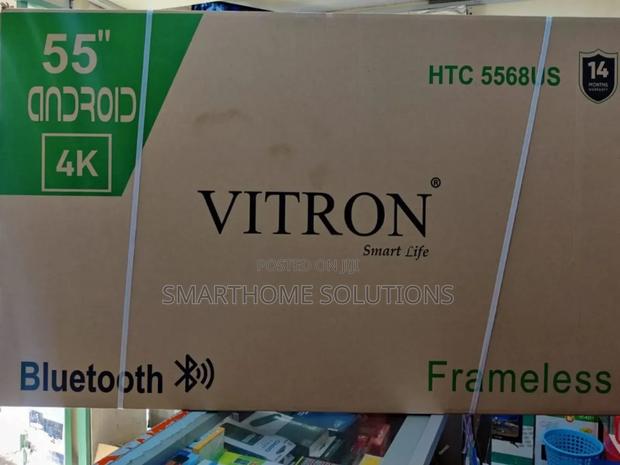 55"
ANDROID
4K
HTC 5568US
14
MONTHS
WARRANTY
VITRON®
Smart Life
POSTED ON JIJI
SMARTHOME SOLUTIONS
Bluetooth
Frameless